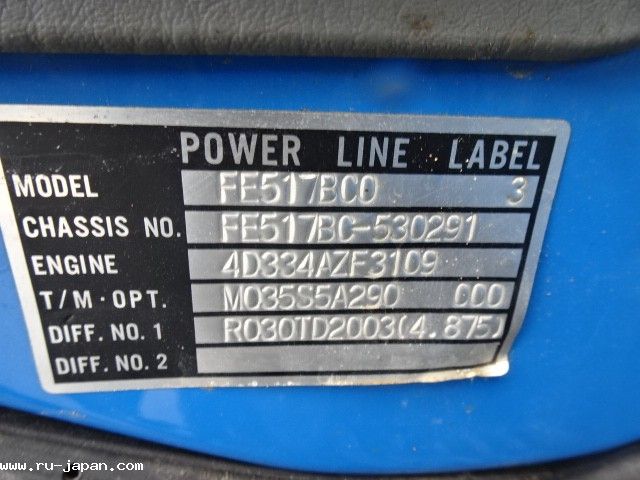 POWER LINE LABEL
MODEL FE517BC0 3
CHASSIS NO. FE517BC-530291
ENGINE 4D334AZF3109
T/M·OPT. M035S5A290 000
DIFF. NO. 1 R030TD2003(4.875)
DIFF. NO. 2
www.ru-japan.com